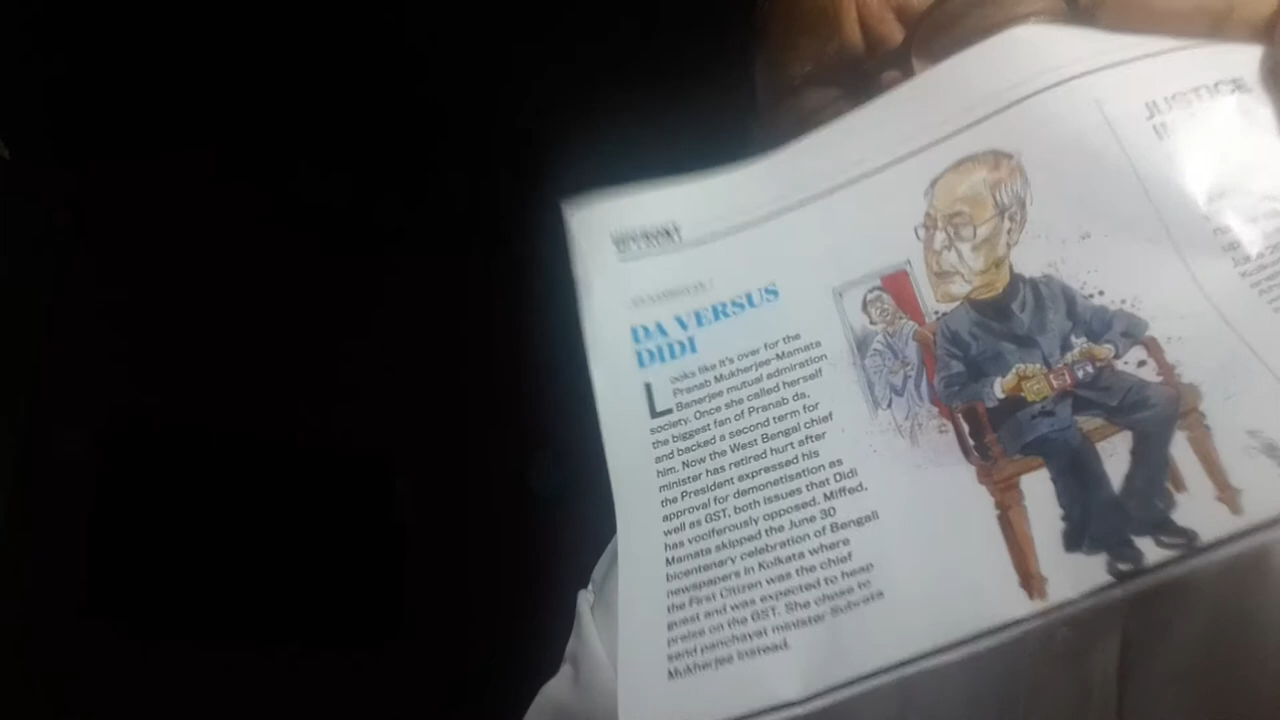 DA VERSUS
DIDI
Looks like it's over for the
Pranab Mukherjee-Mamata
Banerjee mutual admiration
society. Once she called herself
the biggest fan of Pranab da,
and backed a second term for
him. Now the West Bengal chief
minister has retired hurt after
the President expressed his
approval for demonetisation as
well as GST, both issues that Didi
has vociferously opposed. Miffed,
Mamata skipped the June 30
bicentenary celebration of Bengali
newspapers in Kolkata where
the First Citizen was the chief
guest and was expected to heap
praise on the GST. She chose to
send panchayat minister Subrata
Mukherjee instead.
G S T
JUSTICE